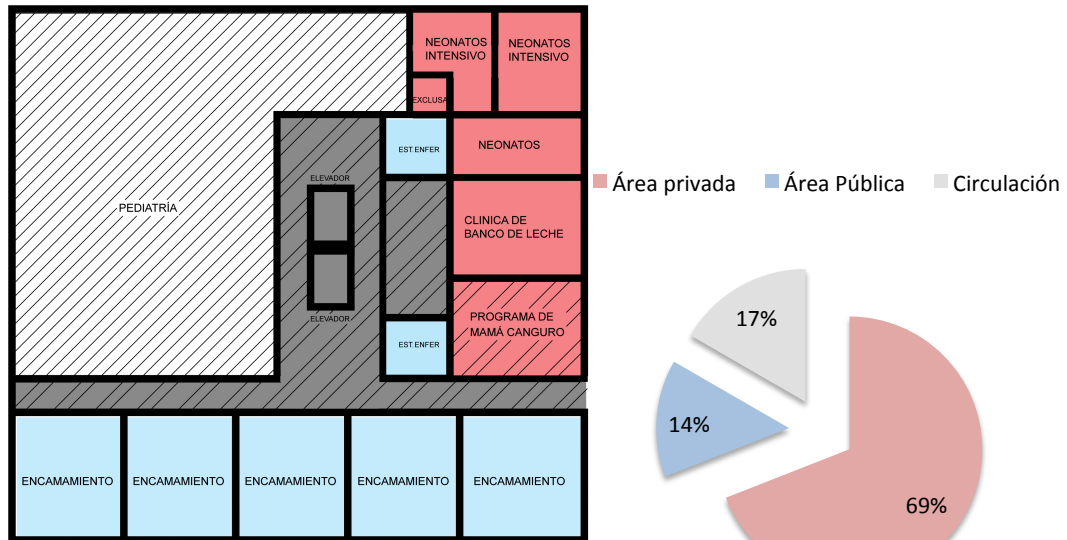 NEONATOS
INTENSIVO
NEONATOS
INTENSIVO
EXCLUSA
EST.ENFER
NEONATOS
ELEVADOR
PEDIATRÍA
CLINICA DE
BANCO DE LECHE
ELEVADOR
PROGRAMA DE
MAMÁ CANGURO
EST.ENFER
ENCAMAMIENTO
ENCAMAMIENTO
ENCAMAMIENTO
ENCAMAMIENTO
ENCAMAMIENTO
Área privada
Área Pública
Circulación
17%
14%
69%